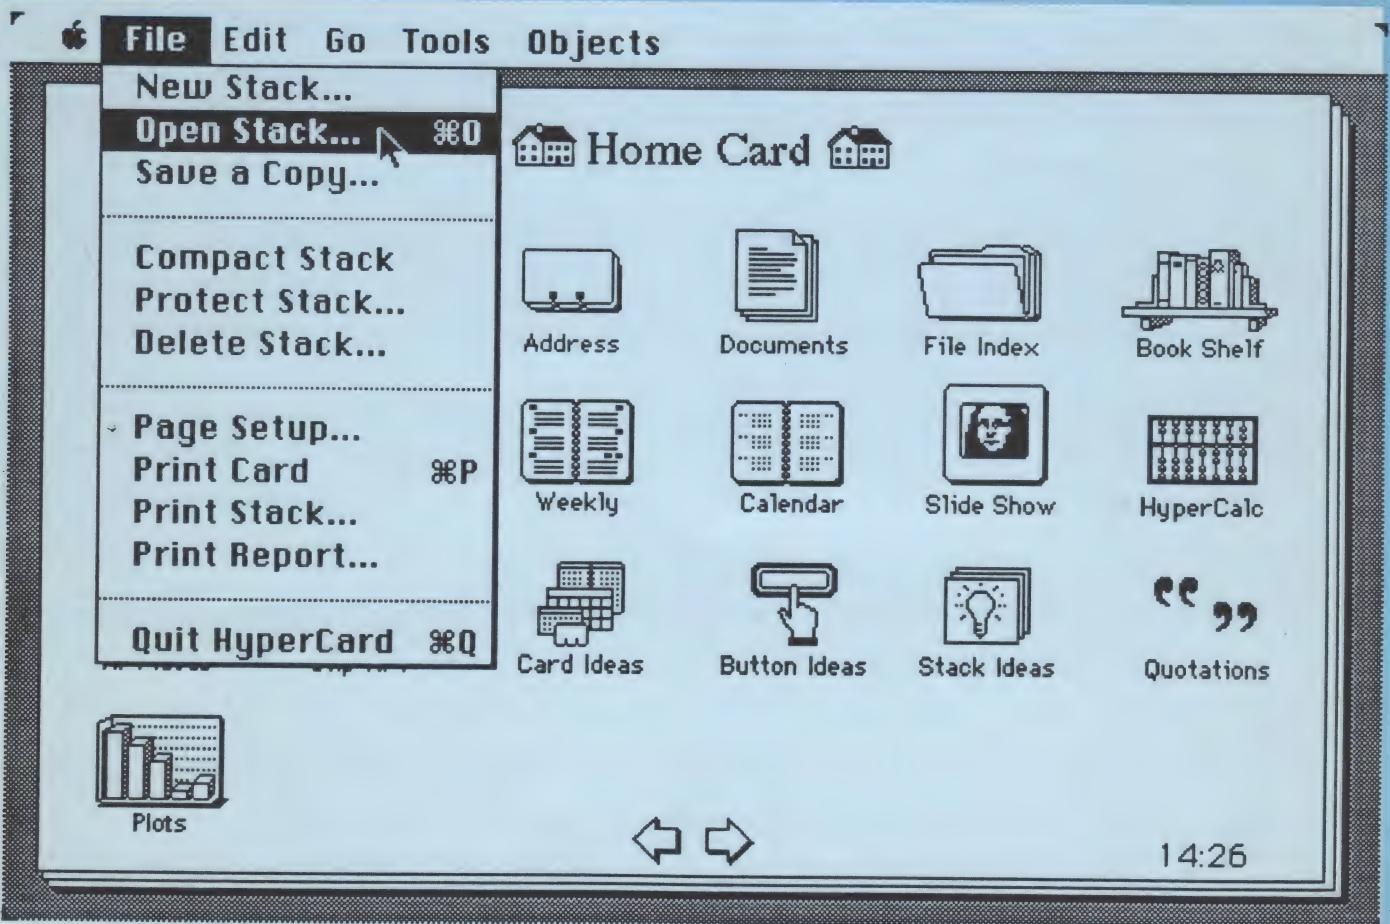 File Edit Go Tools Objects
New Stack...
Open Stack... ⌘O
Save a Copy...
Compact Stack
Protect Stack...
Delete Stack...
Page Setup...
Print Card ⌘P
Print Stack...
Print Report...
Quit HyperCard ⌘Q
Home Card
Address Documents File Index Book Shelf
Weekly Calendar Slide Show HyperCalc
Card Ideas Button Ideas Stack Ideas Quotations
Plots
14:26